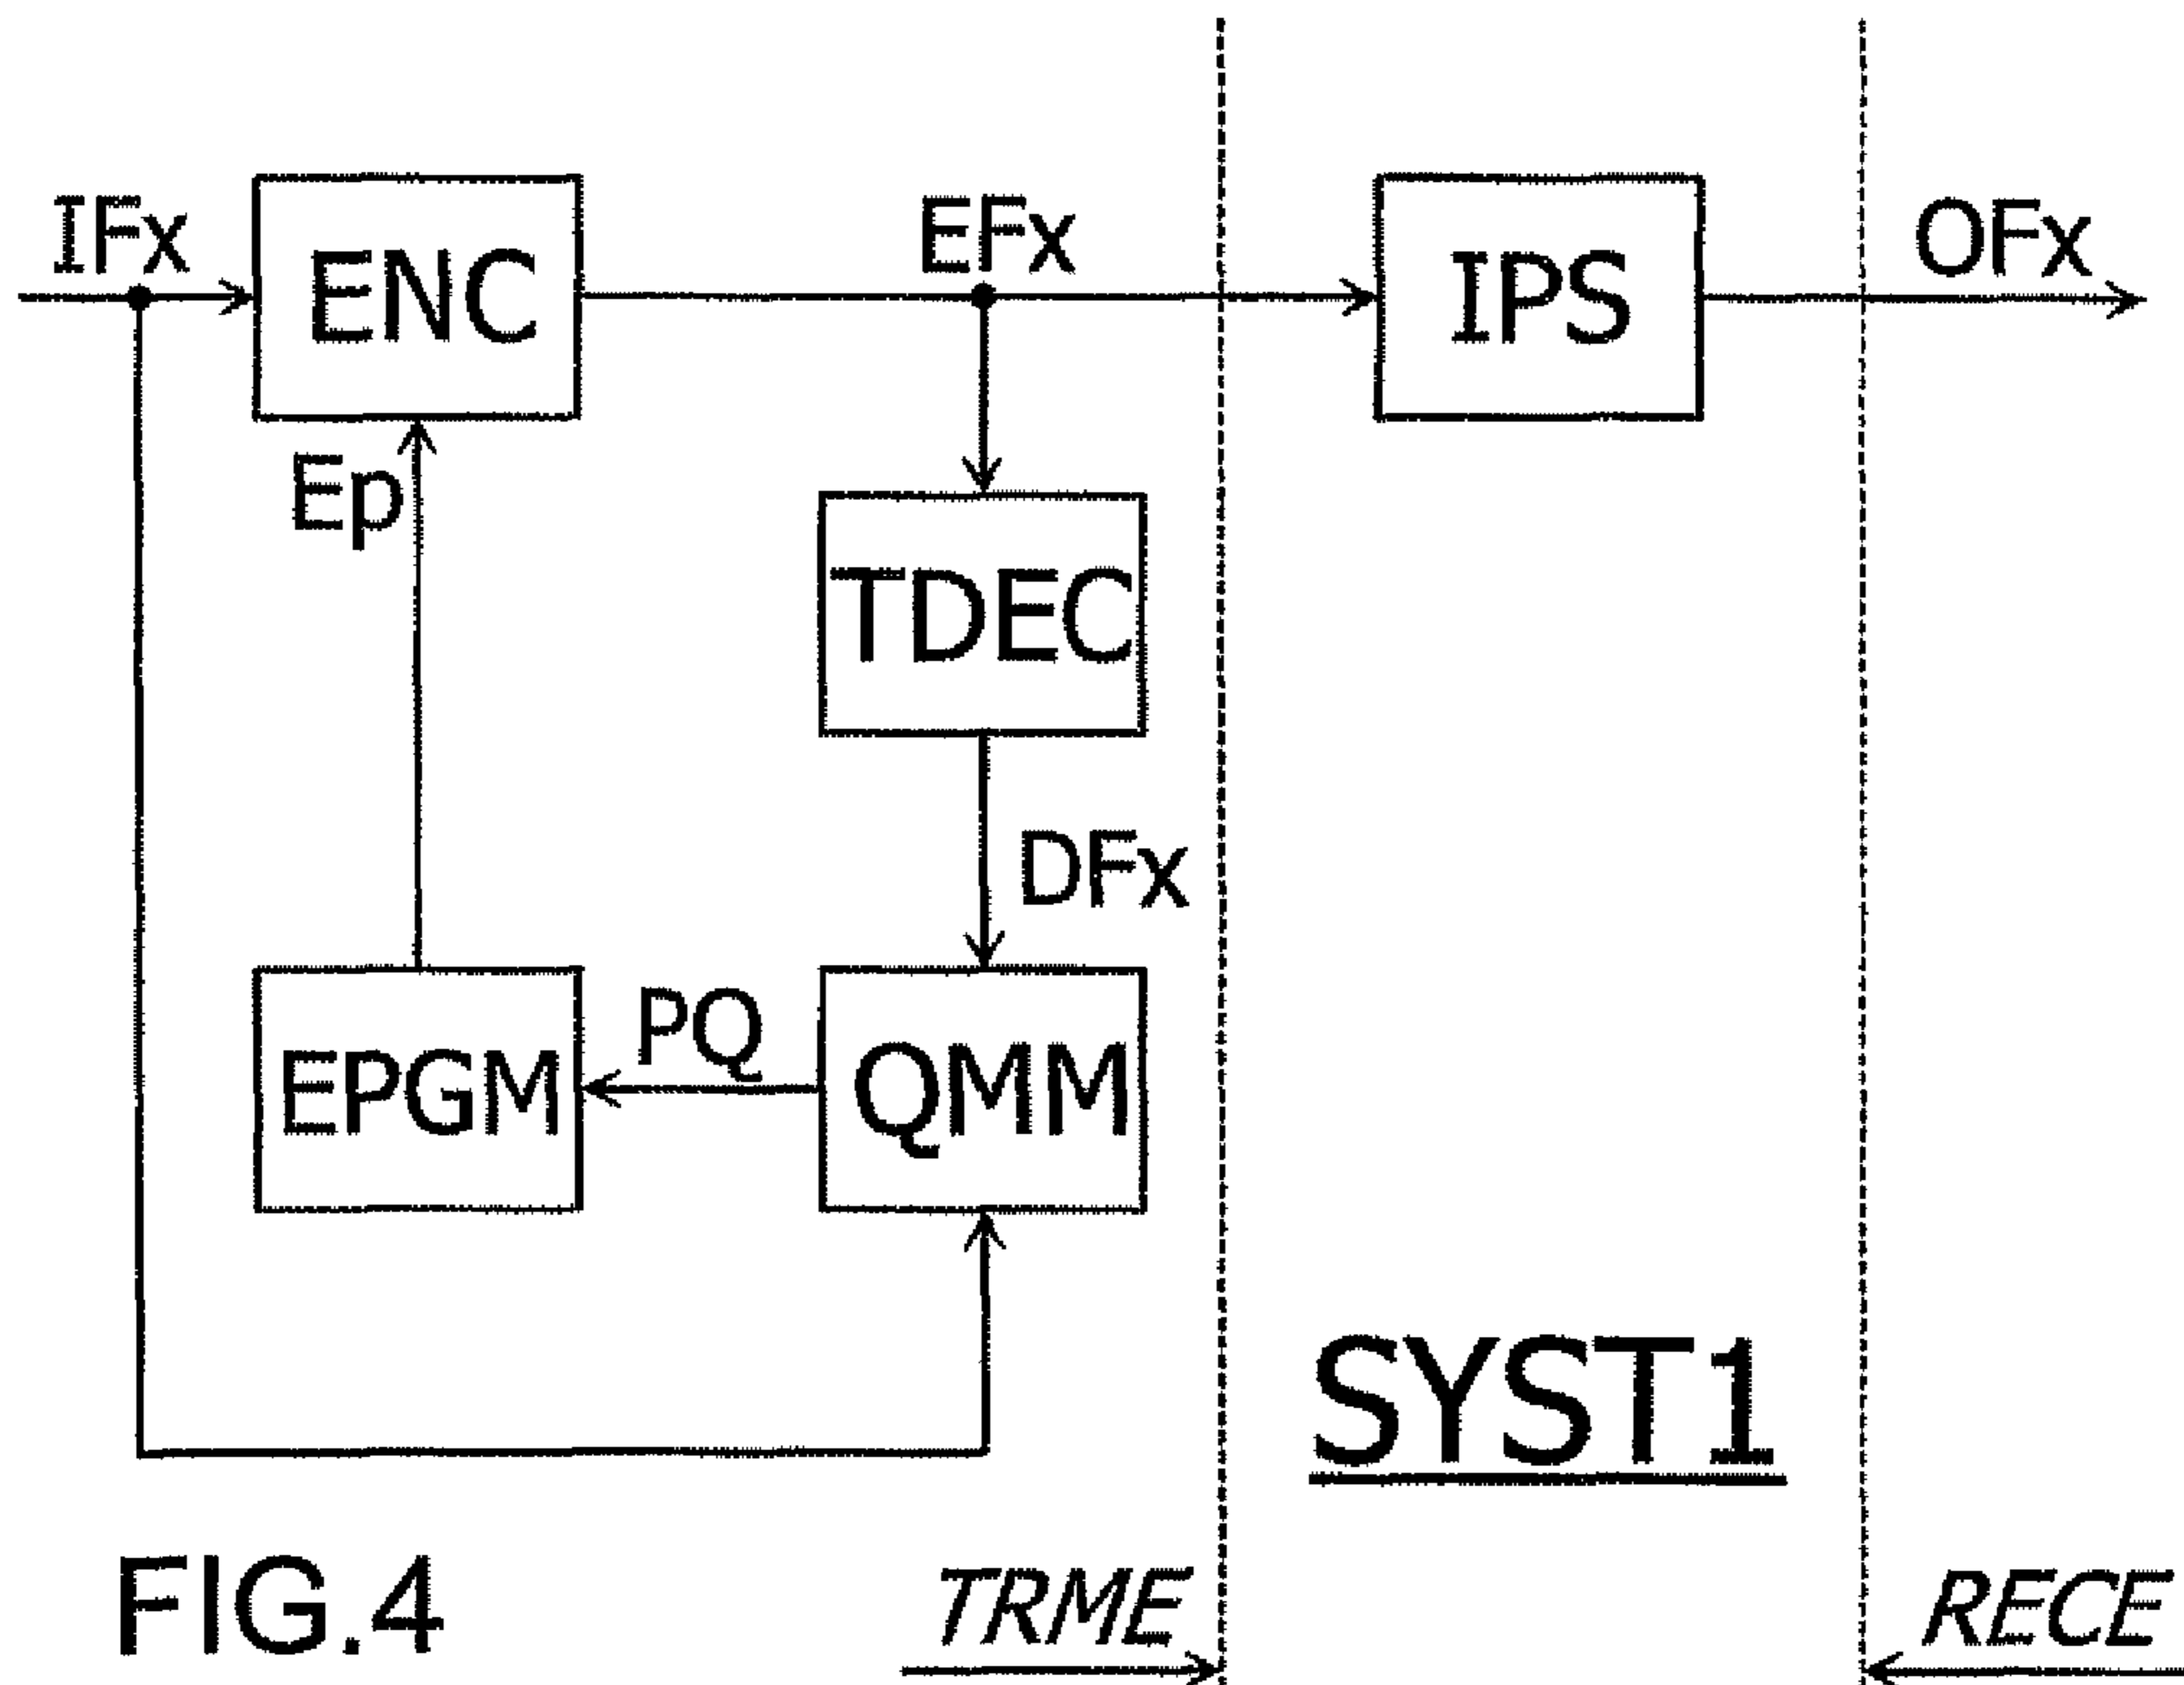 IFx
ENC
EFx
IPS
OFx
Ep
TDEC
DFx
EPGM
PQ
QMM
SYST1
FIG.4
TRME
RECE